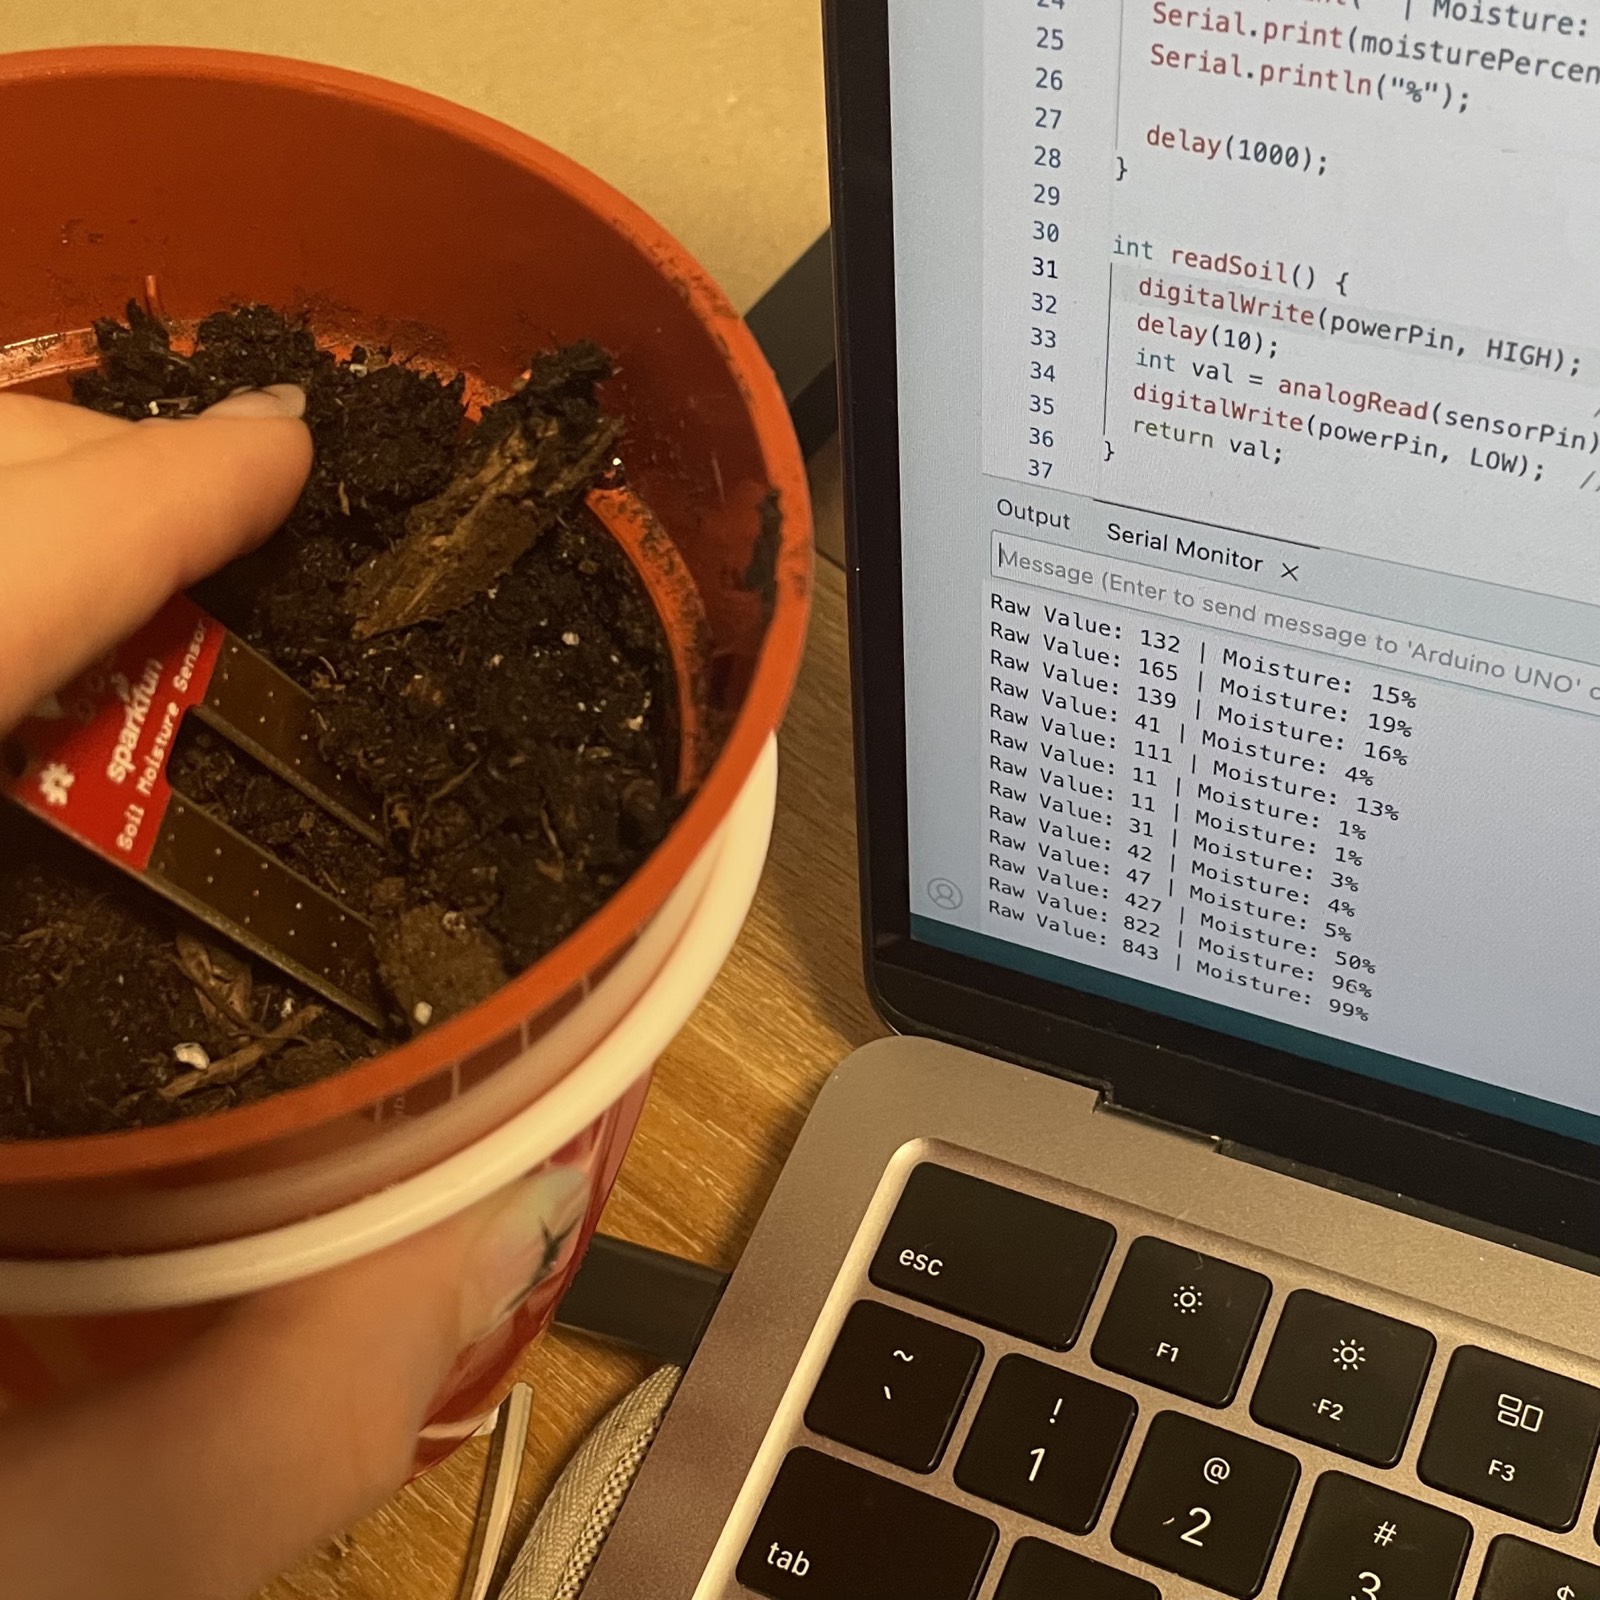 24
| Moisture:
25 Serial.print(moisturePercen
26 Serial.println("%");
27
28 delay(1000);
29 }
30
31 int readSoil() {
32 digitalWrite(powerPin, HIGH);
33 delay(10);
34 int val = analogRead(sensorPin)
35 digitalWrite(powerPin, LOW); //
36 return val;
37 }
Output Serial Monitor ×
Message (Enter to send message to 'Arduino UNO' o
Raw Value: 132 | Moisture: 15%
Raw Value: 165 | Moisture: 19%
Raw Value: 139 | Moisture: 16%
Raw Value: 41 | Moisture: 4%
Raw Value: 111 | Moisture: 13%
Raw Value: 11 | Moisture: 1%
Raw Value: 11 | Moisture: 1%
Raw Value: 31 | Moisture: 3%
Raw Value: 42 | Moisture: 4%
Raw Value: 47 | Moisture: 5%
Raw Value: 427 | Moisture: 50%
Raw Value: 822 | Moisture: 96%
Raw Value: 843 | Moisture: 99%
sparkfun
Soil Moisture Sensor
esc
F1
F2
F3
~
`
!
1
@
2
#
3
$
tab